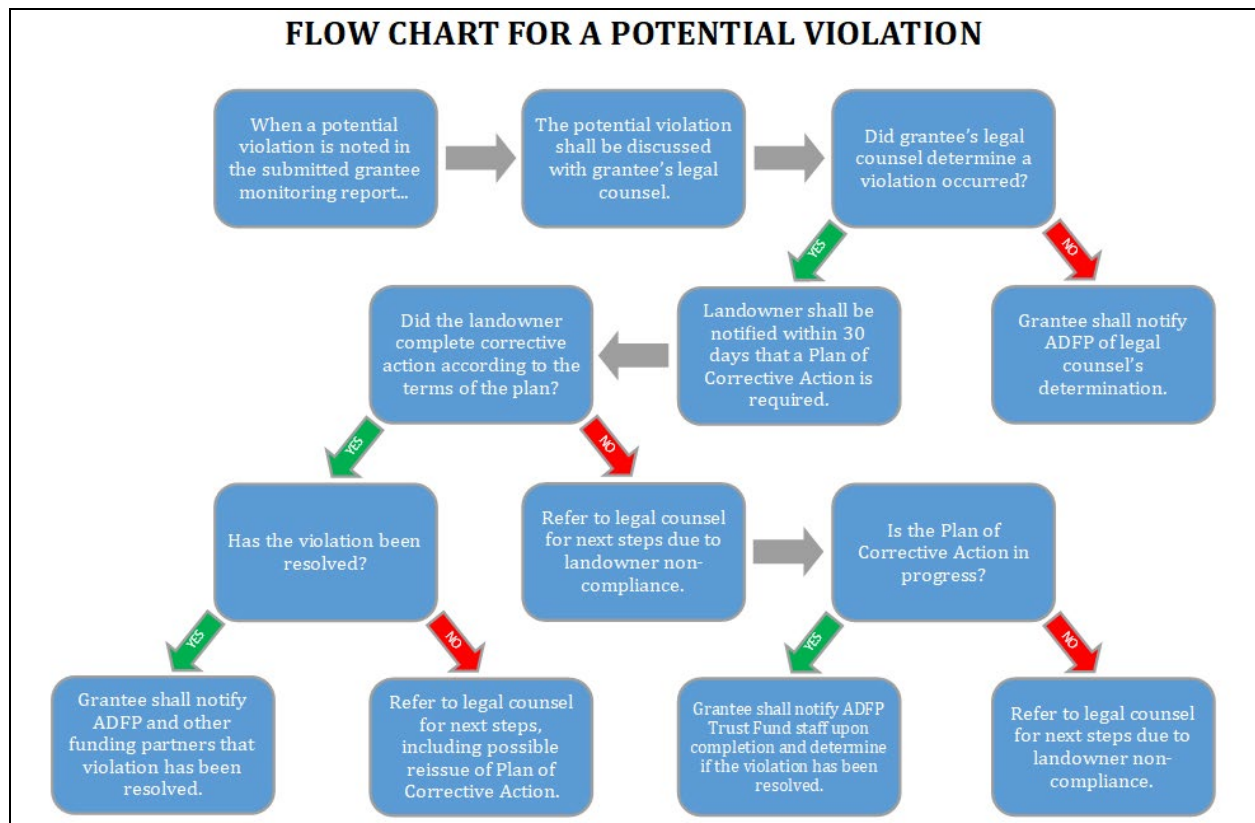 FLOW CHART FOR A POTENTIAL VIOLATION
When a potential
violation is noted in
the submitted grantee
monitoring report...
The potential violation
shall be discussed
with grantee's legal
counsel.
Did grantee's legal
counsel determine a
violation occurred?
YES
NO
Did the landowner
complete corrective
action according to the
terms of the plan?
Landowner shall be
notified within 30
days that a Plan of
Corrective Action is
required.
Grantee shall notify
ADFP of legal
counsel's
determination.
YES
NO
Has the violation been
resolved?
Refer to legal counsel
for next steps due to
landowner non-
compliance.
Is the Plan of
Corrective Action in
progress?
YES
NO
YES
NO
Grantee shall notify
ADFP and other
funding partners that
violation has been
resolved.
Refer to legal counsel
for next steps,
including possible
reissue of Plan of
Corrective Action.
Grantee shall notify ADFP
Trust Fund staff upon
completion and determine
if the violation has been
resolved.
Refer to legal counsel
for next steps due to
landowner non-
compliance.